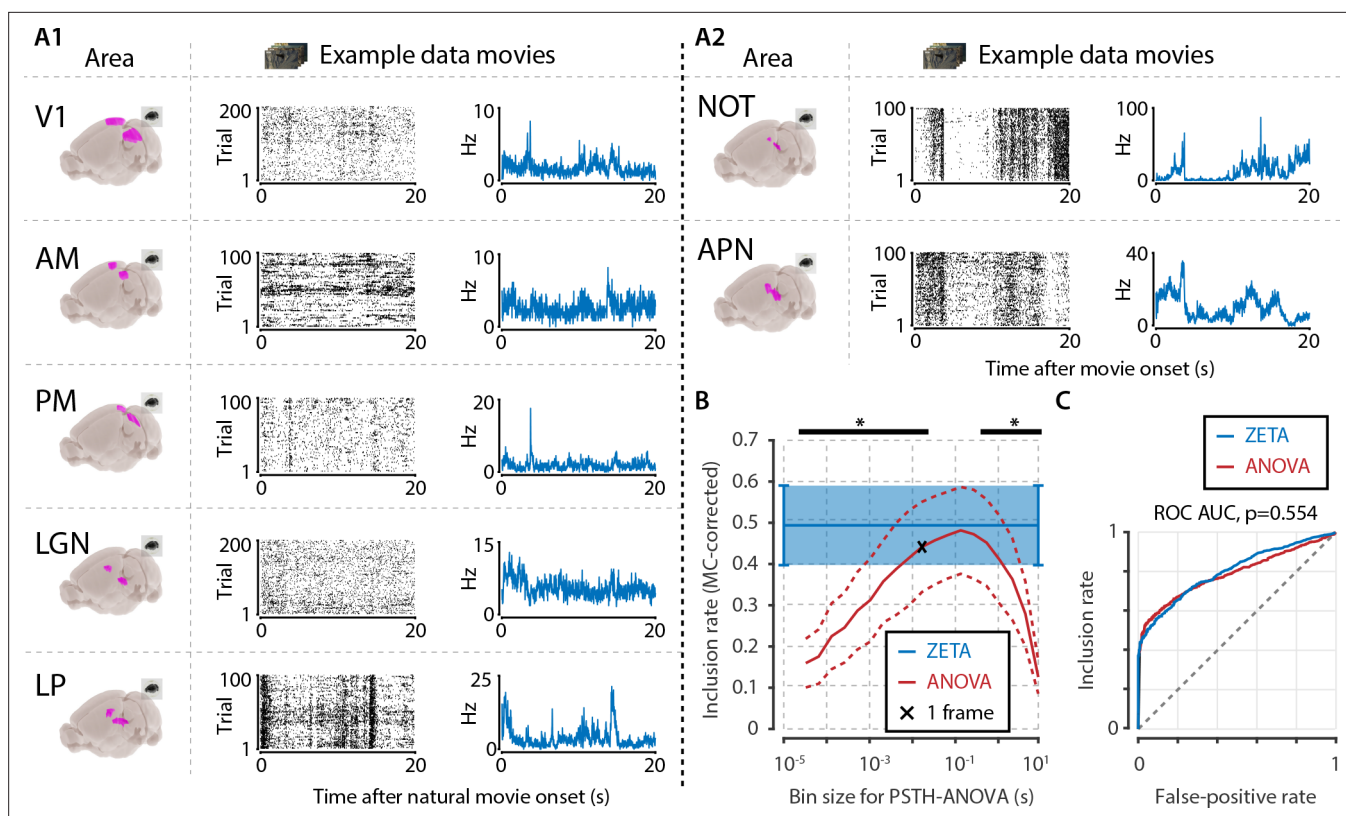 A1
Area
Example data movies
V1
Trial
200
1
0
20
Hz
10
0
0
20
AM
Trial
100
1
0
20
Hz
10
0
0
20
PM
Trial
100
1
0
20
Hz
20
0
0
20
LGN
Trial
200
1
0
20
Hz
15
0
0
20
LP
Trial
100
1
0
20
Hz
25
0
0
20
Time after natural movie onset (s)
A2
Area
Example data movies
NOT
Trial
100
1
0
20
Hz
100
0
0
20
APN
Trial
100
1
0
20
Hz
40
0
0
20
Time after movie onset (s)
B
* *
Inclusion rate (MC-corrected)
0.7
0.6
0.5
0.4
0.3
0.2
0.1
0
ZETA
ANOVA
× 1 frame
10⁻⁵ 10⁻³ 10⁻¹ 10¹
Bin size for PSTH-ANOVA (s)
C
ZETA
ANOVA
ROC AUC, p=0.554
Inclusion rate
1
0
0 1
False-positive rate